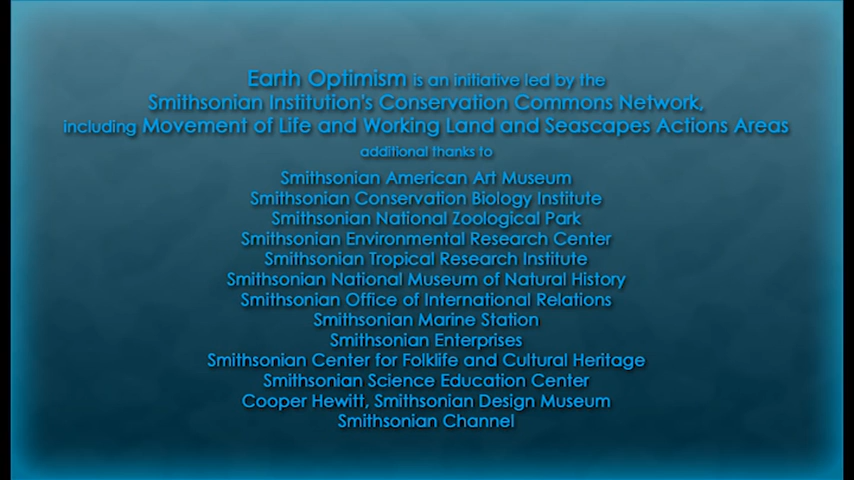 Earth Optimism is an initiative led by the
Smithsonian Institution's Conservation Commons Network,
including Movement of Life and Working Land and Seascapes Actions Areas
additional thanks to
Smithsonian American Art Museum
Smithsonian Conservation Biology Institute
Smithsonian National Zoological Park
Smithsonian Environmental Research Center
Smithsonian Tropical Research Institute
Smithsonian National Museum of Natural History
Smithsonian Office of International Relations
Smithsonian Marine Station
Smithsonian Enterprises
Smithsonian Center for Folklife and Cultural Heritage
Smithsonian Science Education Center
Cooper Hewitt, Smithsonian Design Museum
Smithsonian Channel